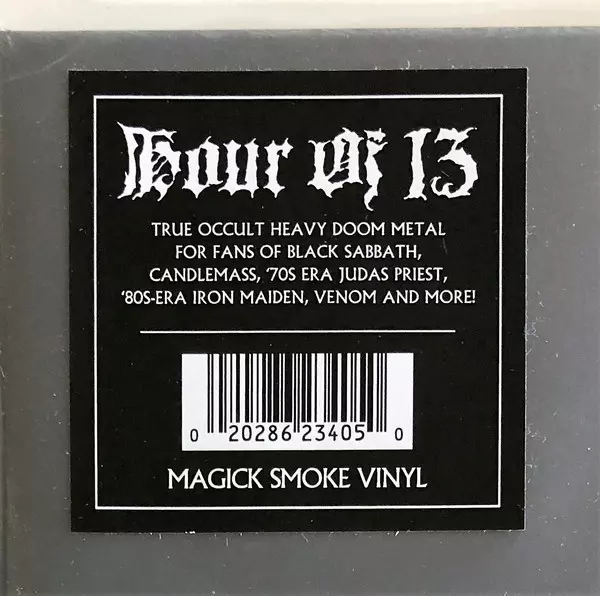 Hour Of 13
TRUE OCCULT HEAVY DOOM METAL
FOR FANS OF BLACK SABBATH,
CANDLEMASS, '70S ERA JUDAS PRIEST,
'80S-ERA IRON MAIDEN, VENOM AND MORE!
0 20286 23405 0
MAGICK SMOKE VINYL